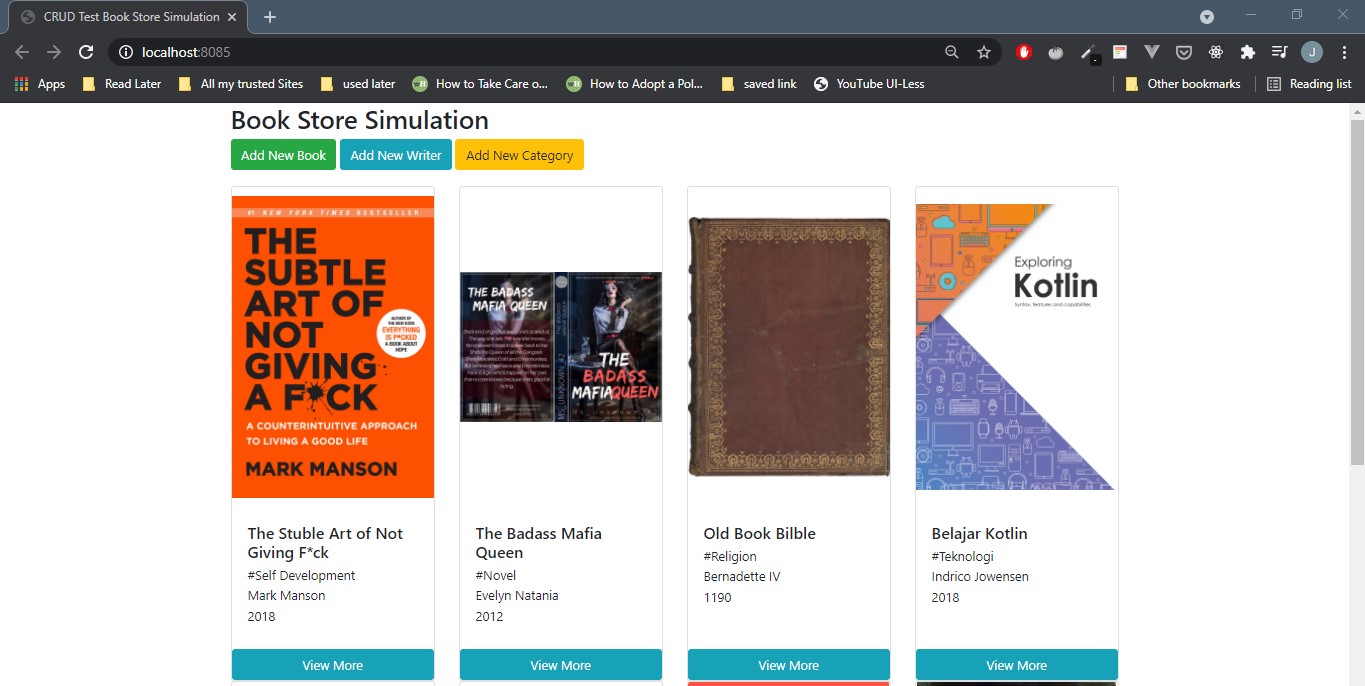 CRUD Test Book Store Simulation
localhost:8085
J
Apps
Read Later
All my trusted Sites
used later
How to Take Care o...
How to Adopt a Pol...
saved link
YouTube UI-Less
Other bookmarks
Reading list
Book Store Simulation
Add New Book
Add New Writer
Add New Category
#1 NEW YORK TIMES BESTSELLER
THE
SUBTLE
ART OF
NOT
GIVING
A F*CK
AUTHOR OF
THE NEW BOOK
EVERYTHING
IS F*CKED
A BOOK ABOUT
HOPE
A COUNTERINTUITIVE APPROACH
TO LIVING A GOOD LIFE
MARK MANSON
THE BADASS
MAFIA QUEEN
MS_UNKNOWN
THE
BADASS
MAFIAQUEEN
Exploring
Kotlin
Syntax, features and capabilities
The Stuble Art of Not
Giving F*ck
#Self Development
Mark Manson
2018
View More
The Badass Mafia
Queen
#Novel
Evelyn Natania
2012
View More
Old Book Bilble
#Religion
Bernadette IV
1190
View More
Belajar Kotlin
#Teknologi
Indrico Jowensen
2018
View More